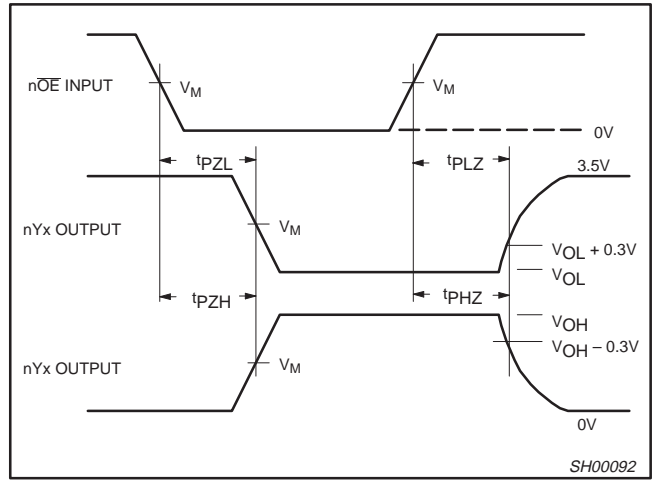 nO̅E̅ INPUT
VM
VM
0V
tPZL
tPLZ
3.5V
nYx OUTPUT
VM
VOL + 0.3V
VOL
tPZH
tPHZ
VOH
VOH – 0.3V
nYx OUTPUT
VM
0V
SH00092